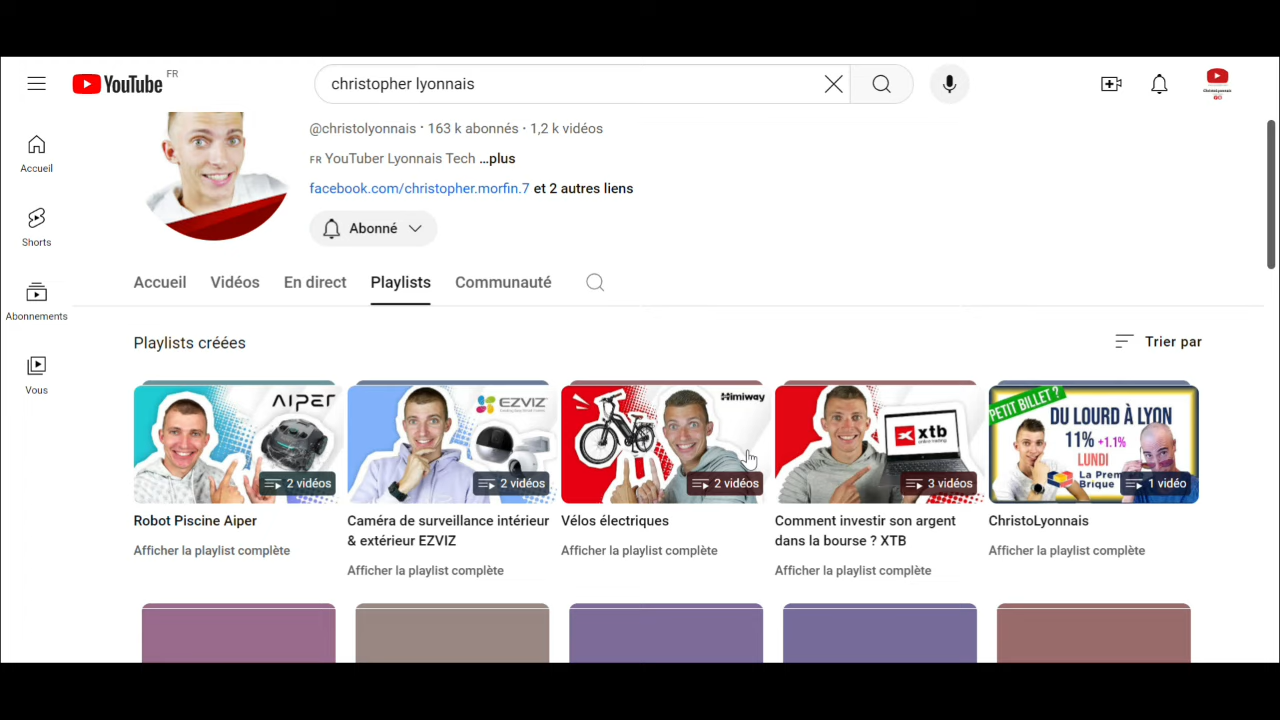 YouTube FR
christopher lyonnais
ChristoLyonnais
@christolyonnais · 163 k abonnés · 1,2 k vidéos
FR YouTuber Lyonnais Tech ...plus
facebook.com/christopher.morfin.7 et 2 autres liens
Abonné
Accueil
Shorts
Abonnements
Vous
Accueil Vidéos En direct Playlists Communauté
Playlists créées
Trier par
AIPER
2 vidéos
Robot Piscine Aiper
Afficher la playlist complète
EZVIZ
2 vidéos
Caméra de surveillance intérieur
& extérieur EZVIZ
Afficher la playlist complète
Himiway
2 vidéos
Vélos électriques
Afficher la playlist complète
xtb
3 vidéos
Comment investir son argent
dans la bourse ? XTB
Afficher la playlist complète
PETIT BILLET ?
DU LOURD À LYON
11% +1.1%
LUNDI
La Prem
Brique
1 vidéo
ChristoLyonnais
Afficher la playlist complète